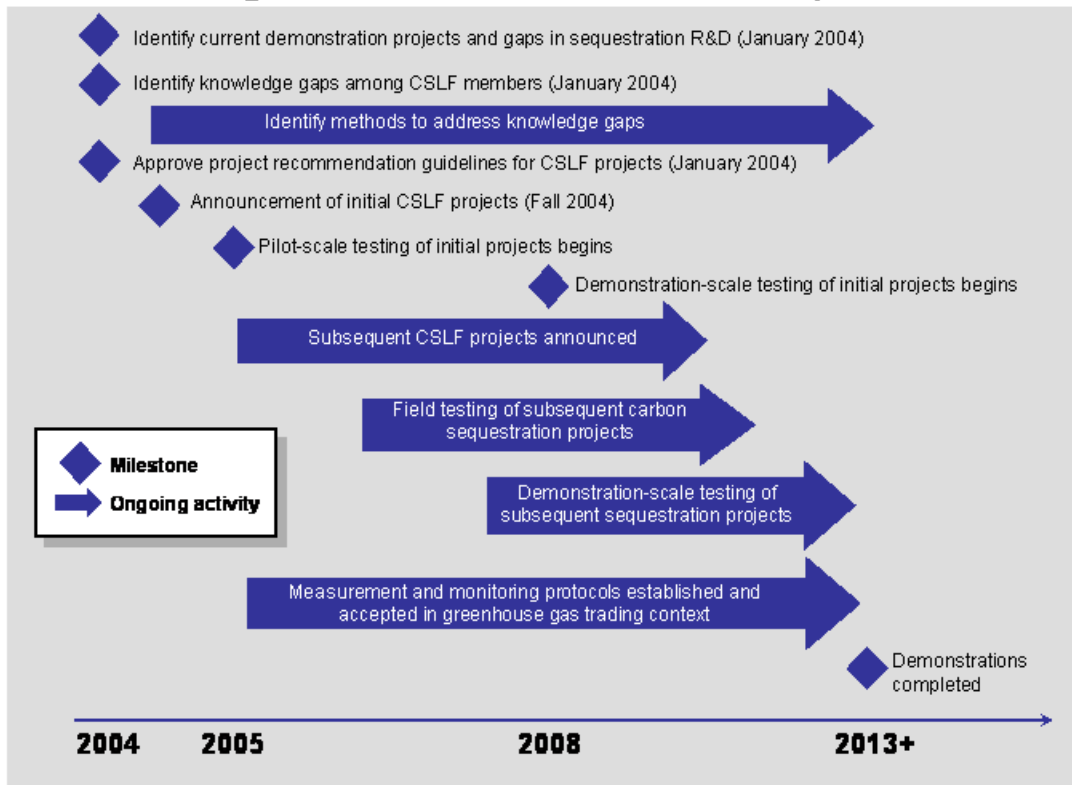 Identify current demonstration projects and gaps in sequestration R&D (January 2004)
Identify knowledge gaps among CSLF members (January 2004)
Identify methods to address knowledge gaps
Approve project recommendation guidelines for CSLF projects (January 2004)
Announcement of initial CSLF projects (Fall 2004)
Pilot-scale testing of initial projects begins
Demonstration-scale testing of initial projects begins
Subsequent CSLF projects announced
Field testing of subsequent carbon
sequestration projects
Milestone
Ongoing activity
Demonstration-scale testing of
subsequent sequestration projects
Measurement and monitoring protocols established and
accepted in greenhouse gas trading context
Demonstrations
completed
2004 2005 2008 2013+